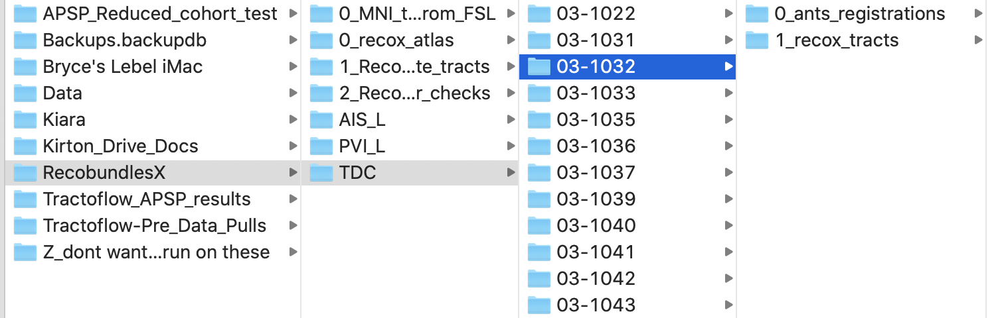 APSP_Reduced_cohort_test
Backups.backupdb
Bryce's Lebel iMac
Data
Kiara
Kirton_Drive_Docs
RecobundlesX
Tractoflow_APSP_results
Tractoflow-Pre_Data_Pulls
Z_dont want...run on these
0_MNI_t...rom_FSL
0_recox_atlas
1_Reco...te_tracts
2_Reco...r_checks
AIS_L
PVI_L
TDC
03-1022
03-1031
03-1032
03-1033
03-1035
03-1036
03-1037
03-1039
03-1040
03-1041
03-1042
03-1043
0_ants_registrations
1_recox_tracts